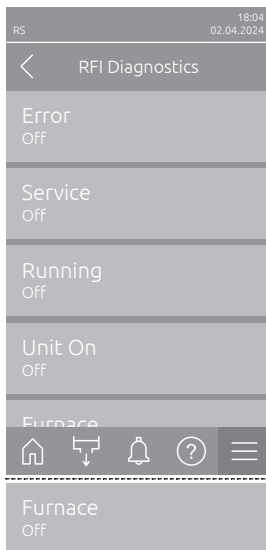 18:04
RS 02.04.2024
RFI Diagnostics
Error
Off
Service
Off
Running
Off
Unit On
Off
Furnace
?
Furnace
Off